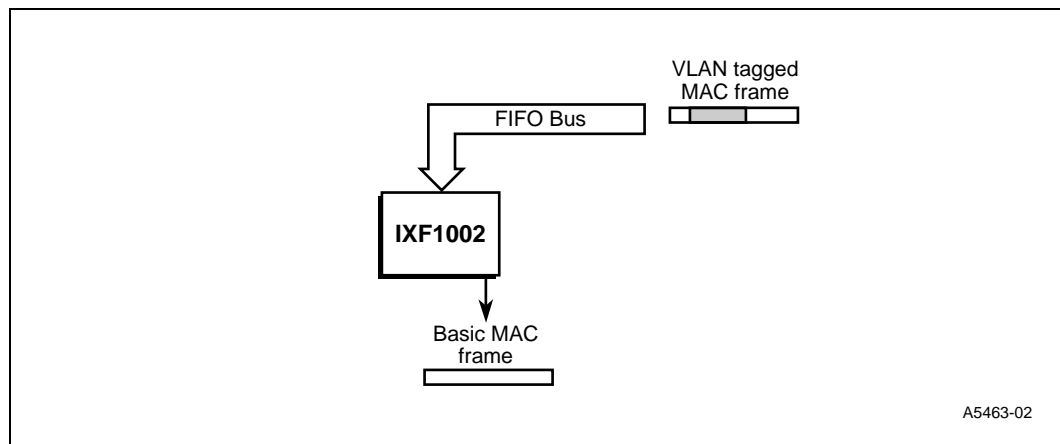 VLAN tagged
MAC frame
FIFO Bus
IXF1002
Basic MAC
frame
A5463-02